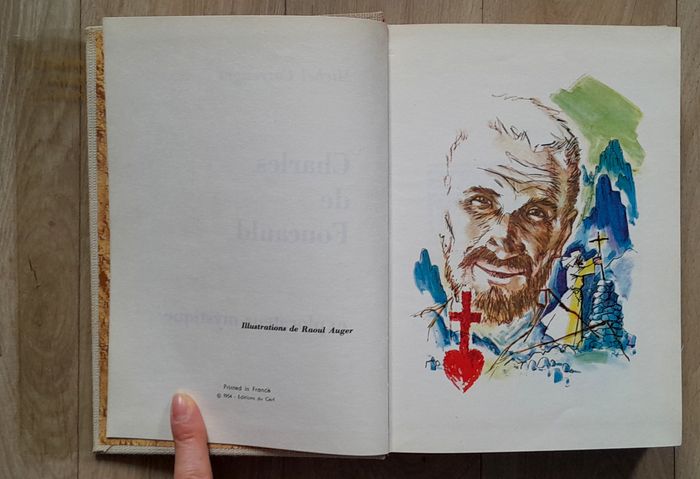 Charles
de
Foucauld
Illustrations de Raoul Auger
Printed in France
© 1954 - Editions du Cerf